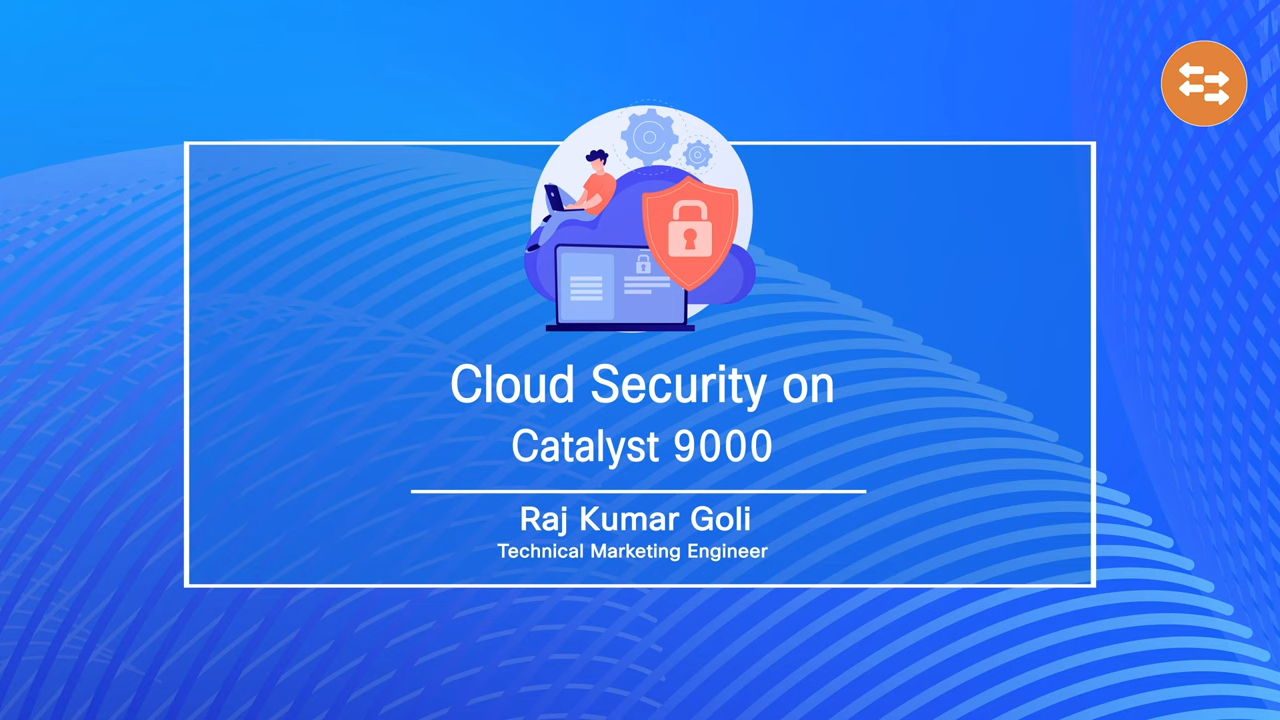 Cloud Security on
Catalyst 9000
Raj Kumar Goli
Technical Marketing Engineer